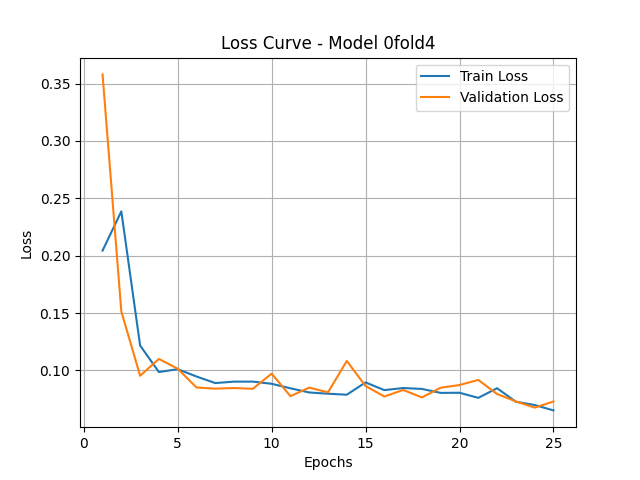 Loss Curve - Model 0fold4
Train Loss
Validation Loss
0.35
0.30
0.25
0.20
0.15
0.10
Loss
0 5 10 15 20 25
Epochs